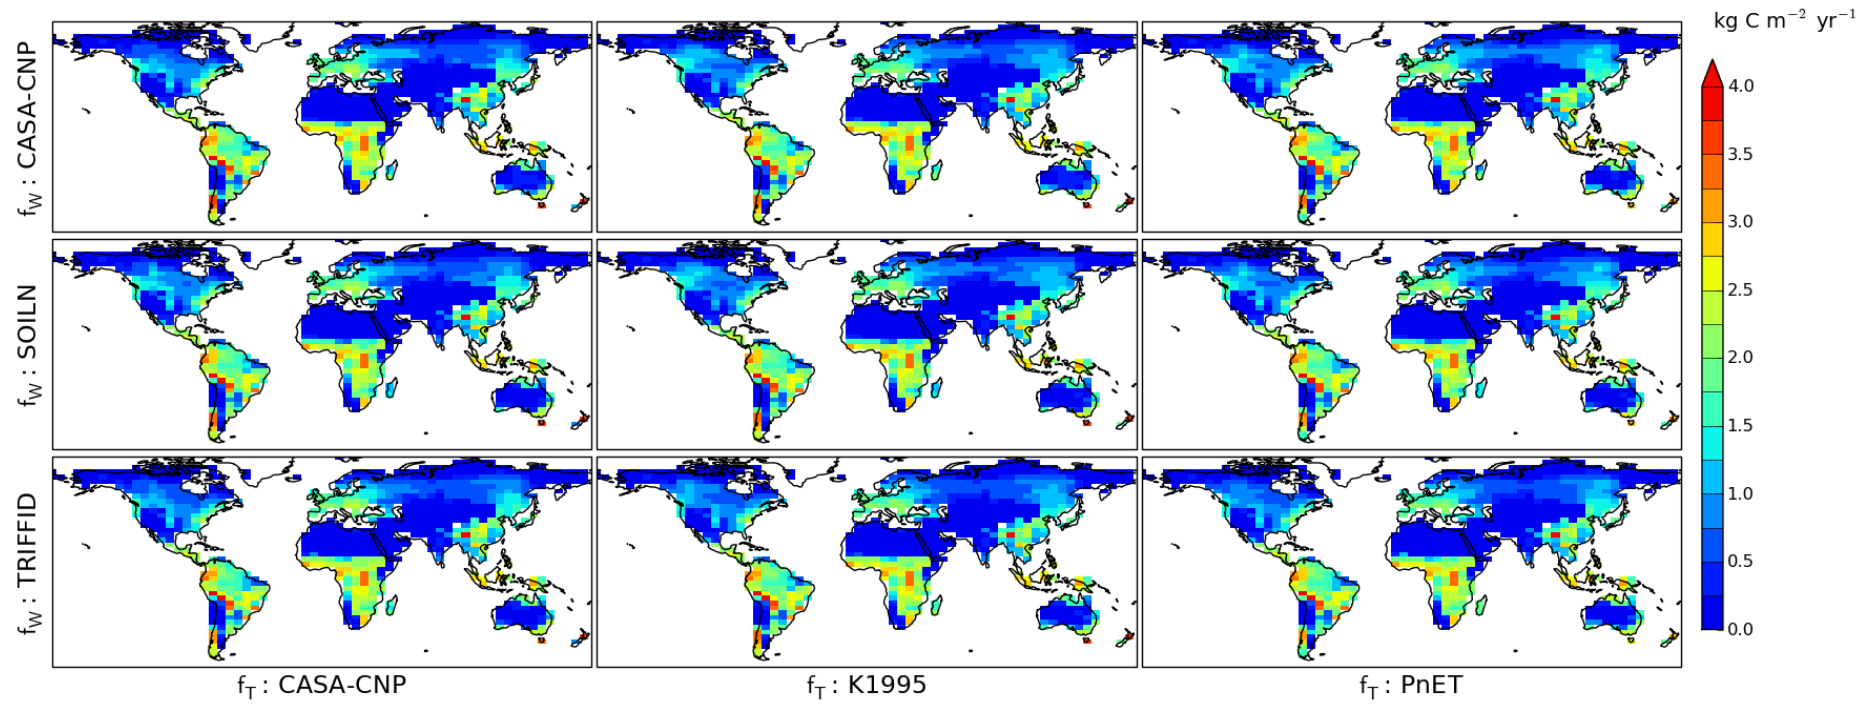 kg C m⁻² yr⁻¹
f_W : CASA-CNP
f_W : SOILN
f_W : TRIFFID
f_T : CASA-CNP
f_T : K1995
f_T : PnET
4.0
3.5
3.0
2.5
2.0
1.5
1.0
0.5
0.0